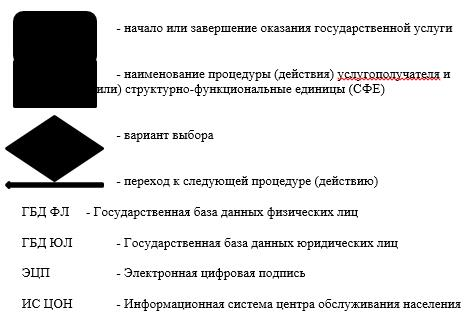 - начало или завершение оказания государственной услуги
- наименование процедуры (действия) услугополучателя и
или) структурно-функциональные единицы (СФЕ)
- вариант выбора
- переход к следующей процедуре (действию)
ГБД ФЛ - Государственная база данных физических лиц
ГБД ЮЛ - Государственная база данных юридических лиц
ЭЦП - Электронная цифровая подпись
ИС ЦОН - Информационная система центра обслуживания населения